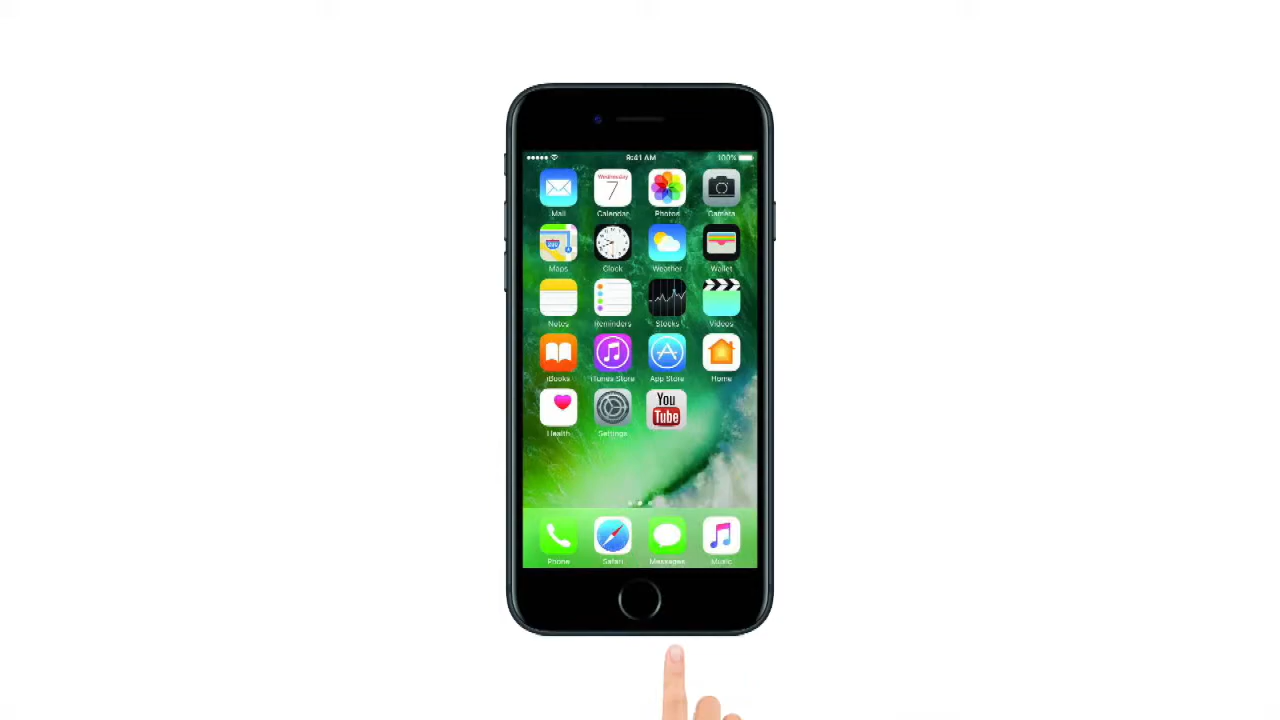 9:41 AM 100%
Wednesday
7
Mail Calendar Photos Camera
280
Maps Clock Weather Wallet
Notes Reminders Stocks Videos
iBooks iTunes Store App Store Home
You
Tube
Health Settings
Phone Safari Messages Music